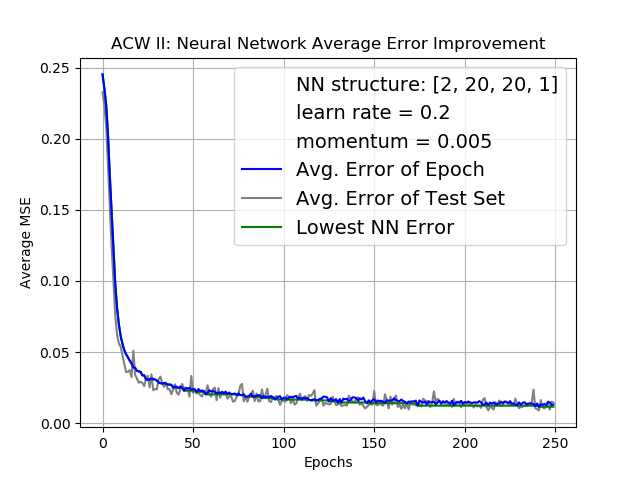 ACW II: Neural Network Average Error Improvement
0.25
0.20
0.15
0.10
0.05
0.00
Average MSE
NN structure: [2, 20, 20, 1]
learn rate = 0.2
momentum = 0.005
Avg. Error of Epoch
Avg. Error of Test Set
Lowest NN Error
0 50 100 150 200 250
Epochs